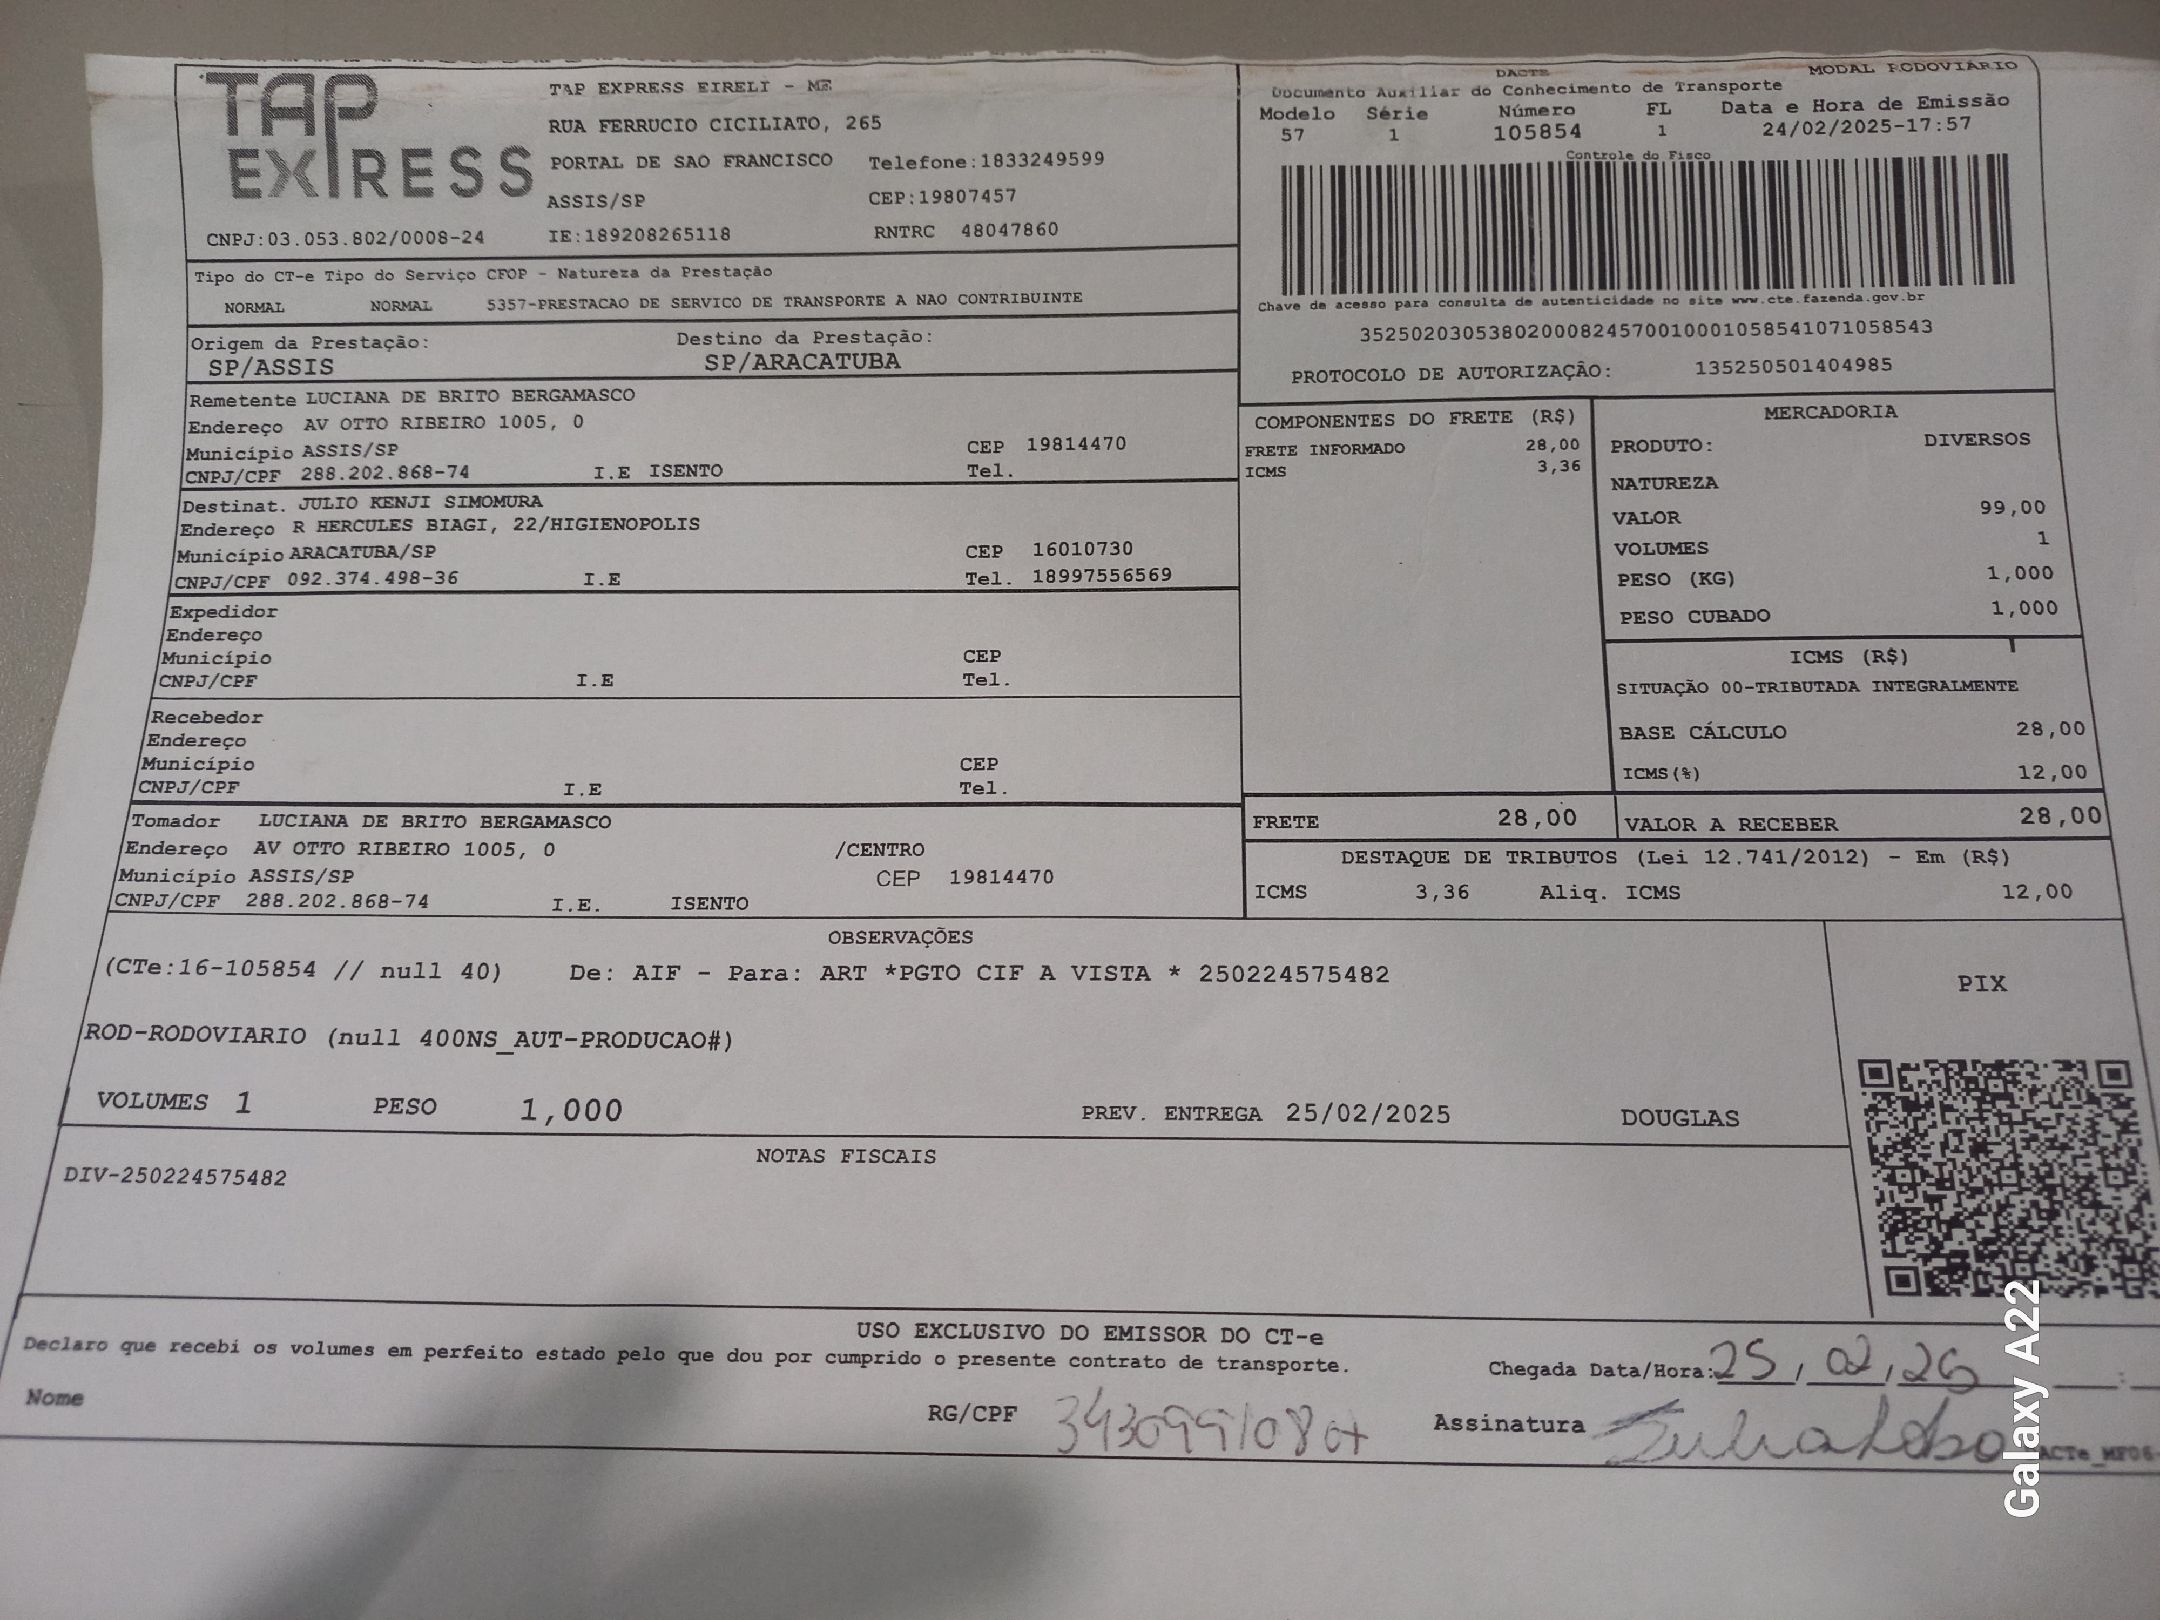 TAP EXPRESS
TAP EXPRESS EIRELI - ME
RUA FERRUCIO CICILIATO, 265
PORTAL DE SAO FRANCISCO Telefone:1833249599
ASSIS/SP CEP:19807457
CNPJ:03.053.802/0008-24 IE:189208265118 RNTRC 48047860
DACTE MODAL RODOVIÁRIO
Documento Auxiliar do Conhecimento de Transporte
Modelo Série Número FL Data e Hora de Emissão
57 1 105854 1 24/02/2025-17:57
Controle do Fisco
Chave de acesso para consulta de autenticidade no site www.cte.fazenda.gov.br
35250203053802000824570010001058541071058543
PROTOCOLO DE AUTORIZAÇÃO: 135250501404985
Tipo do CT-e Tipo do Serviço CFOP - Natureza da Prestação
NORMAL NORMAL 5357-PRESTACAO DE SERVICO DE TRANSPORTE A NAO CONTRIBUINTE
Origem da Prestação: Destino da Prestação:
SP/ASSIS SP/ARACATUBA
Remetente LUCIANA DE BRITO BERGAMASCO
Endereço AV OTTO RIBEIRO 1005, 0
Município ASSIS/SP CEP 19814470
CNPJ/CPF 288.202.868-74 I.E ISENTO Tel.
Destinat. JULIO KENJI SIMOMURA
Endereço R HERCULES BIAGI, 22/HIGIENOPOLIS
Município ARACATUBA/SP CEP 16010730
CNPJ/CPF 092.374.498-36 I.E Tel. 18997556569
Expedidor
Endereço
Município CEP
CNPJ/CPF I.E Tel.
Recebedor
Endereço
Município CEP
CNPJ/CPF I.E Tel.
Tomador LUCIANA DE BRITO BERGAMASCO
Endereço AV OTTO RIBEIRO 1005, 0 /CENTRO
Município ASSIS/SP CEP 19814470
CNPJ/CPF 288.202.868-74 I.E. ISENTO
COMPONENTES DO FRETE (R$)
FRETE INFORMADO 28,00
ICMS 3,36
MERCADORIA
PRODUTO: DIVERSOS
NATUREZA
VALOR 99,00
VOLUMES 1
PESO (KG) 1,000
PESO CUBADO 1,000
ICMS (R$)
SITUAÇÃO 00-TRIBUTADA INTEGRALMENTE
BASE CÁLCULO 28,00
ICMS(%) 12,00
FRETE 28,00 VALOR A RECEBER 28,00
DESTAQUE DE TRIBUTOS (Lei 12.741/2012) - Em (R$)
ICMS 3,36 Aliq. ICMS 12,00
OBSERVAÇÕES
(CTe:16-105854 // null 40) De: AIF - Para: ART *PGTO CIF A VISTA * 250224575482
ROD-RODOVIARIO (null 400NS_AUT-PRODUCAO#)
VOLUMES 1 PESO 1,000 PREV. ENTREGA 25/02/2025 DOUGLAS
PIX
NOTAS FISCAIS
DIV-250224575482
USO EXCLUSIVO DO EMISSOR DO CT-e
Declaro que recebi os volumes em perfeito estado pelo que dou por cumprido o presente contrato de transporte.
Chegada Data/Hora: 25, 02, 
Nome RG/CPF Assinatura
Galaxy A22